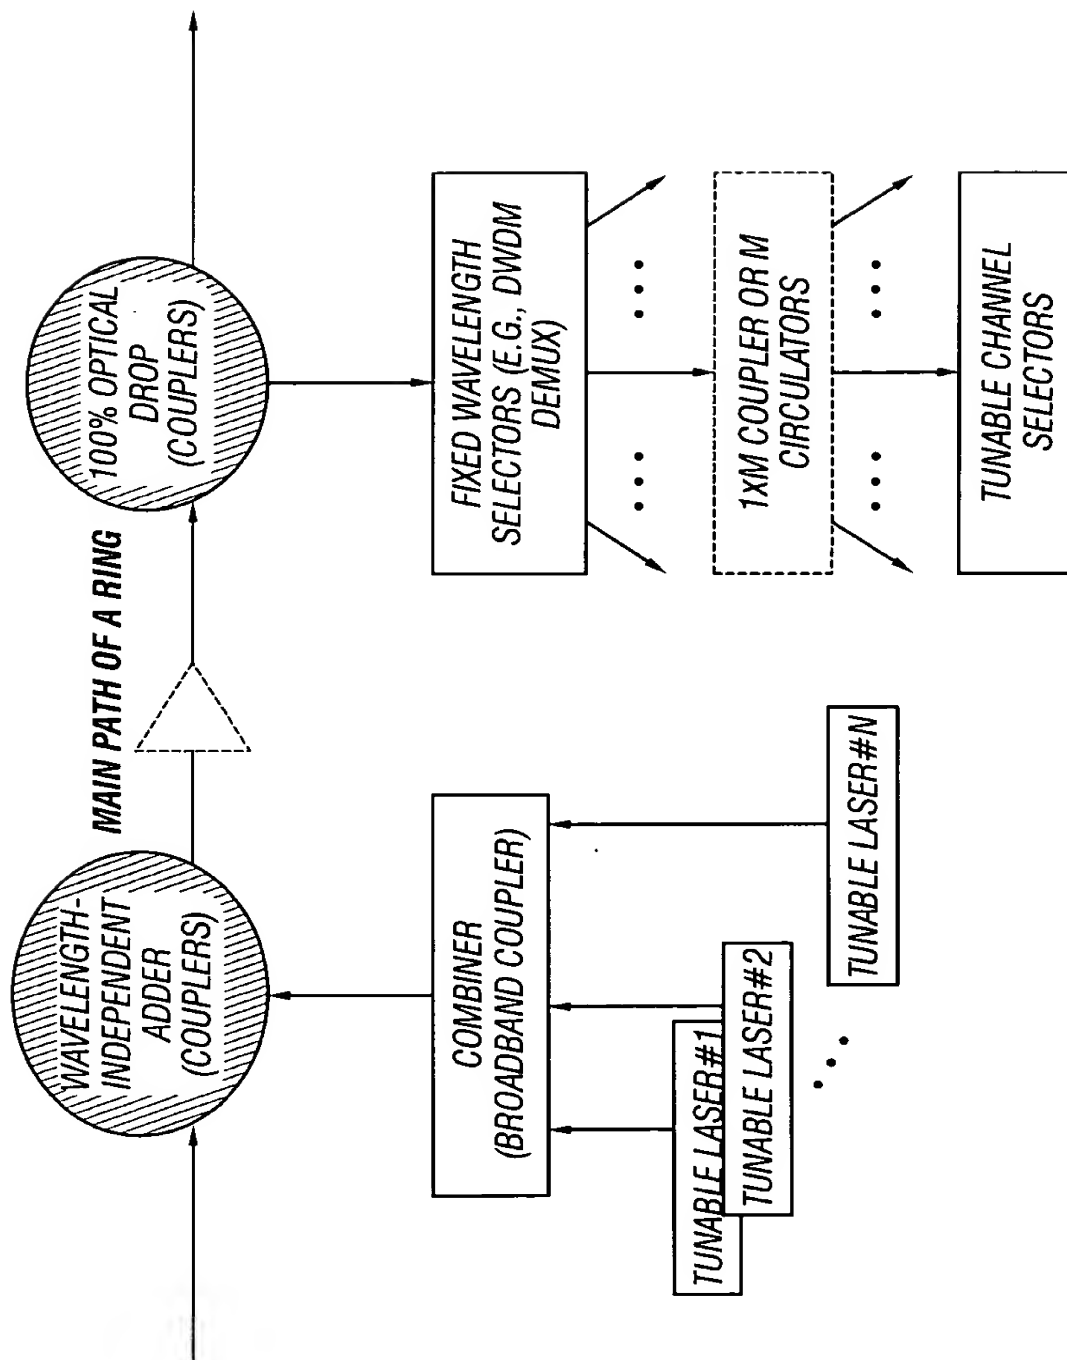 MAIN PATH OF A RING
WAVELENGTH-
INDEPENDENT
ADDER
(COUPLERS)
100% OPTICAL
DROP
(COUPLERS)
COMBINER
(BROADBAND COUPLER)
TUNABLE LASER#1
TUNABLE LASER#2
TUNABLE LASER#N
FIXED WAVELENGTH
SELECTORS (E.G., DWDM
DEMUX)
1XM COUPLER OR M
CIRCULATORS
TUNABLE CHANNEL
SELECTORS